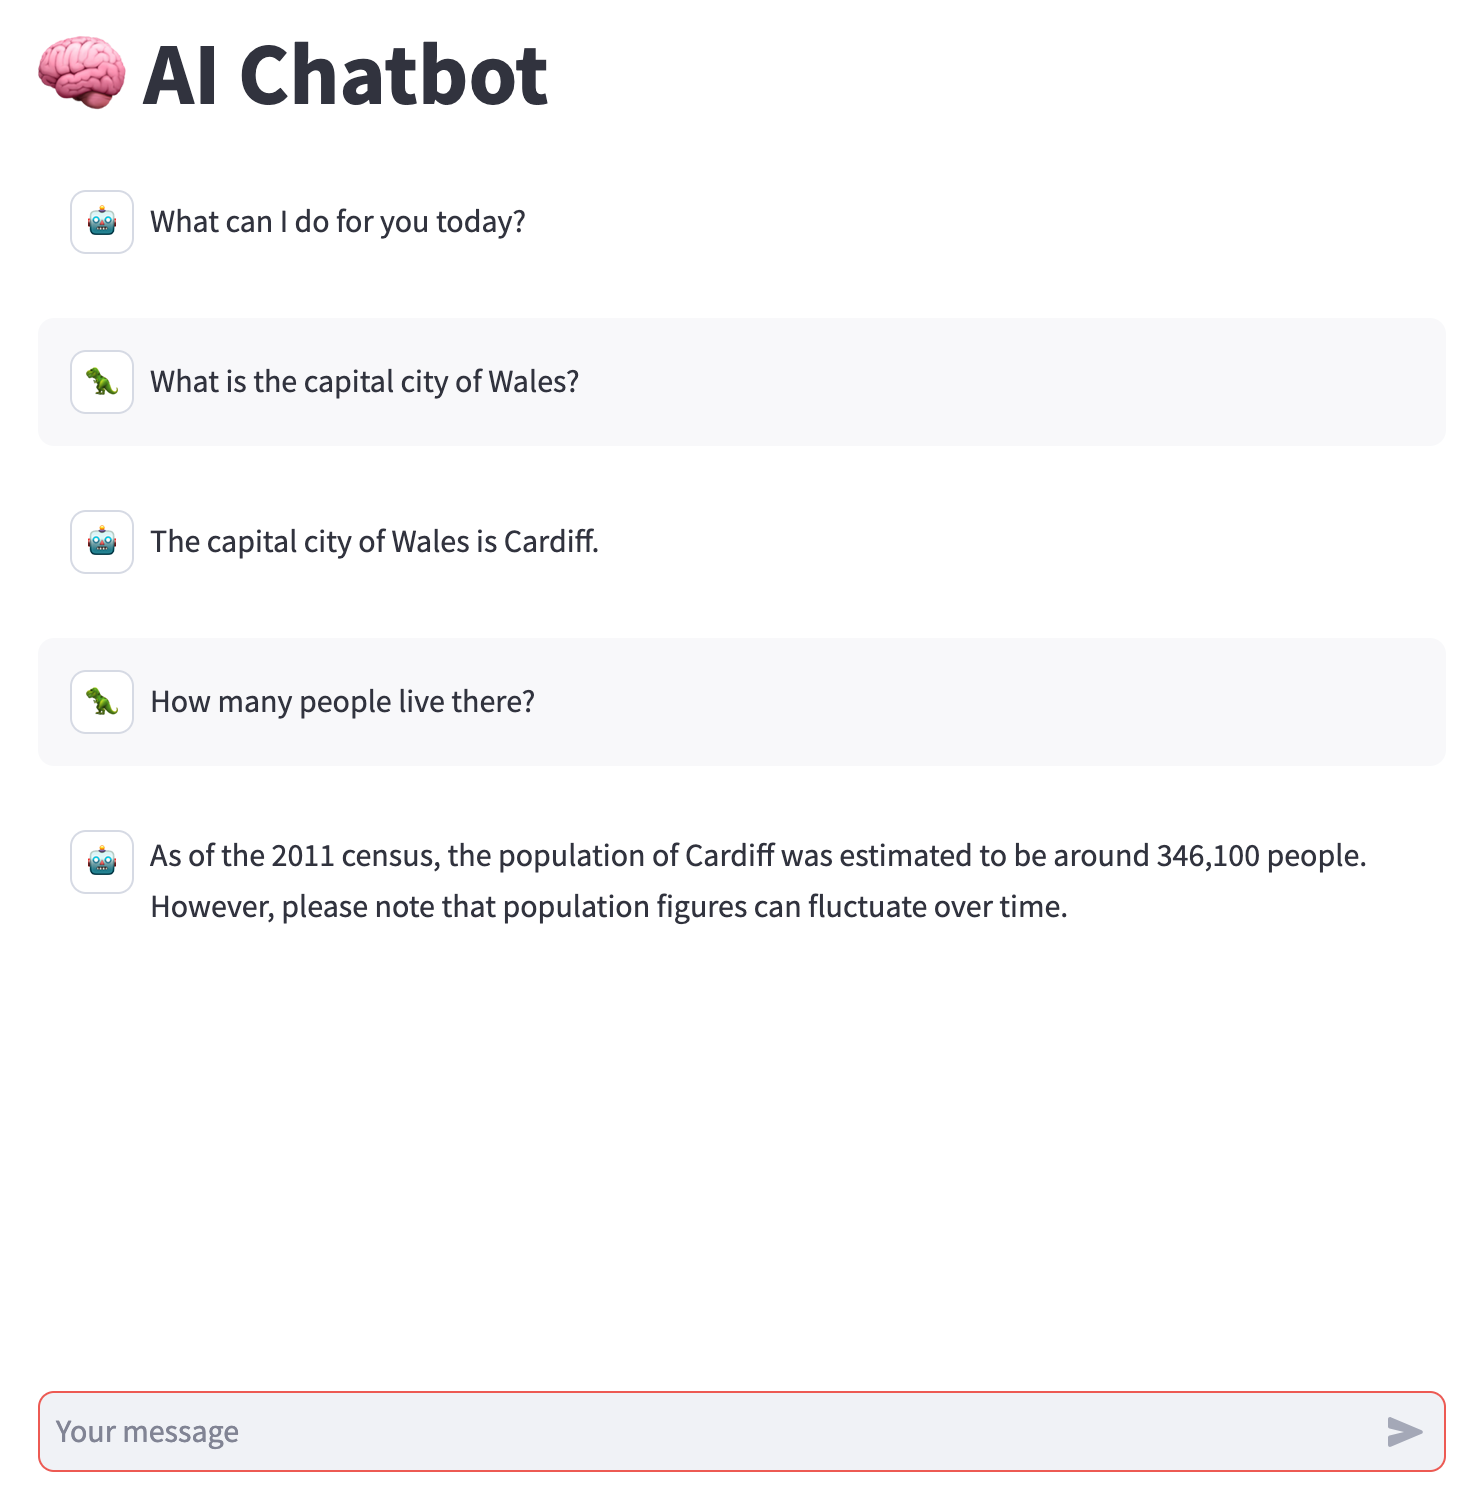 AI Chatbot
What can I do for you today?
What is the capital city of Wales?
The capital city of Wales is Cardiff.
How many people live there?
As of the 2011 census, the population of Cardiff was estimated to be around 346,100 people.
However, please note that population figures can fluctuate over time.
Your message